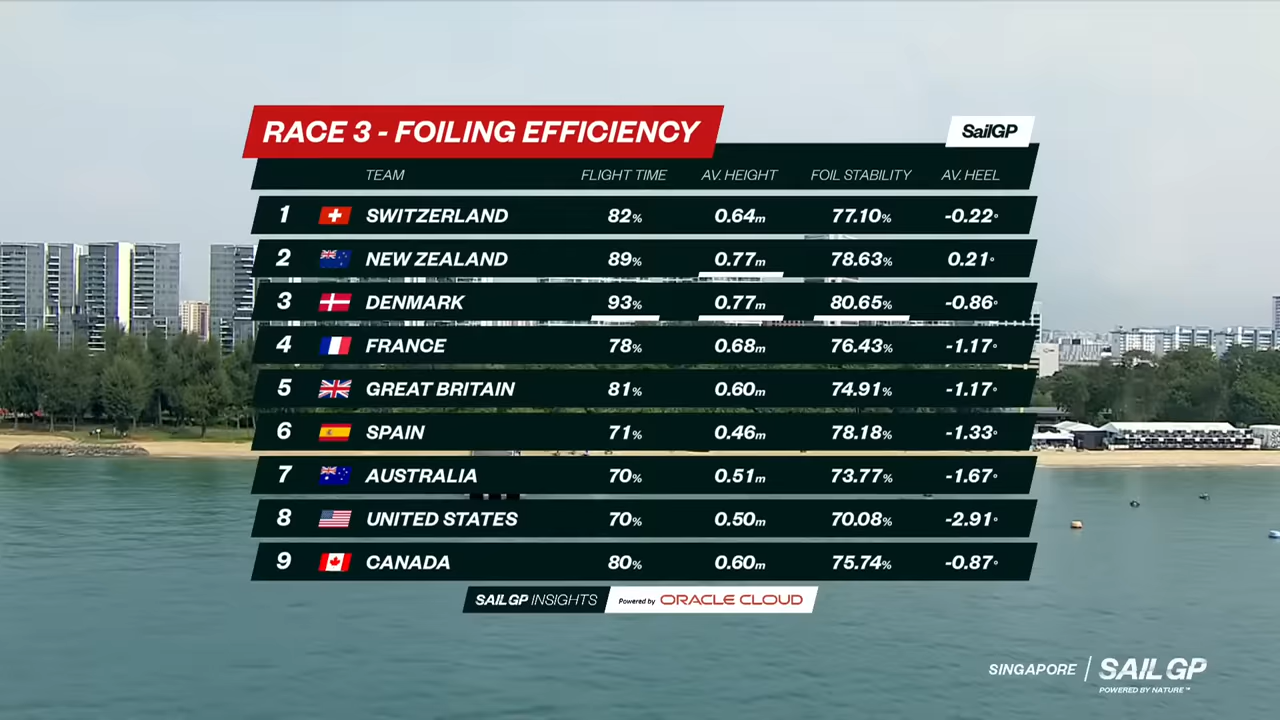 RACE 3 - FOILING EFFICIENCY
SailGP
TEAM FLIGHT TIME AV. HEIGHT FOIL STABILITY AV. HEEL
1 SWITZERLAND 82% 0.64m 77.10% -0.22°
2 NEW ZEALAND 89% 0.77m 78.63% 0.21°
3 DENMARK 93% 0.77m 80.65% -0.86°
4 FRANCE 78% 0.68m 76.43% -1.17°
5 GREAT BRITAIN 81% 0.60m 74.91% -1.17°
6 SPAIN 71% 0.46m 78.18% -1.33°
7 AUSTRALIA 70% 0.51m 73.77% -1.67°
8 UNITED STATES 70% 0.50m 70.08% -2.91°
9 CANADA 80% 0.60m 75.74% -0.87°
SAILGP INSIGHTS Powered by ORACLE CLOUD
SINGAPORE | SAILGP
POWERED BY NATURE™